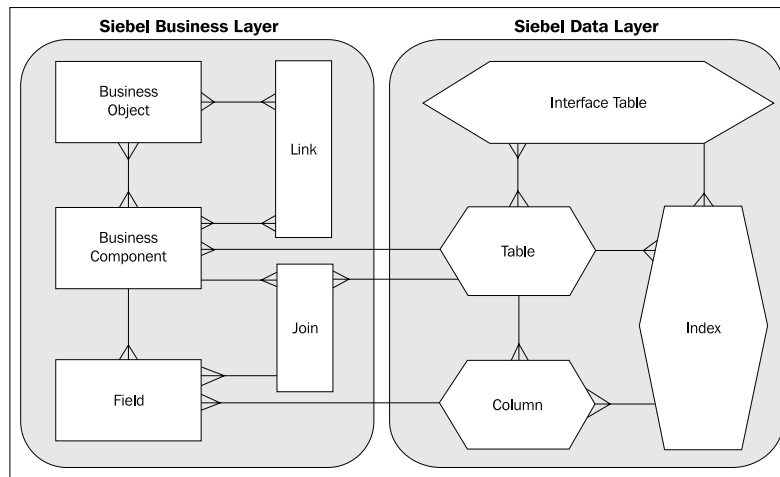 Siebel Business Layer
Siebel Data Layer
Business
Object
Link
Interface Table
Business
Component
Table
Join
Index
Field
Column